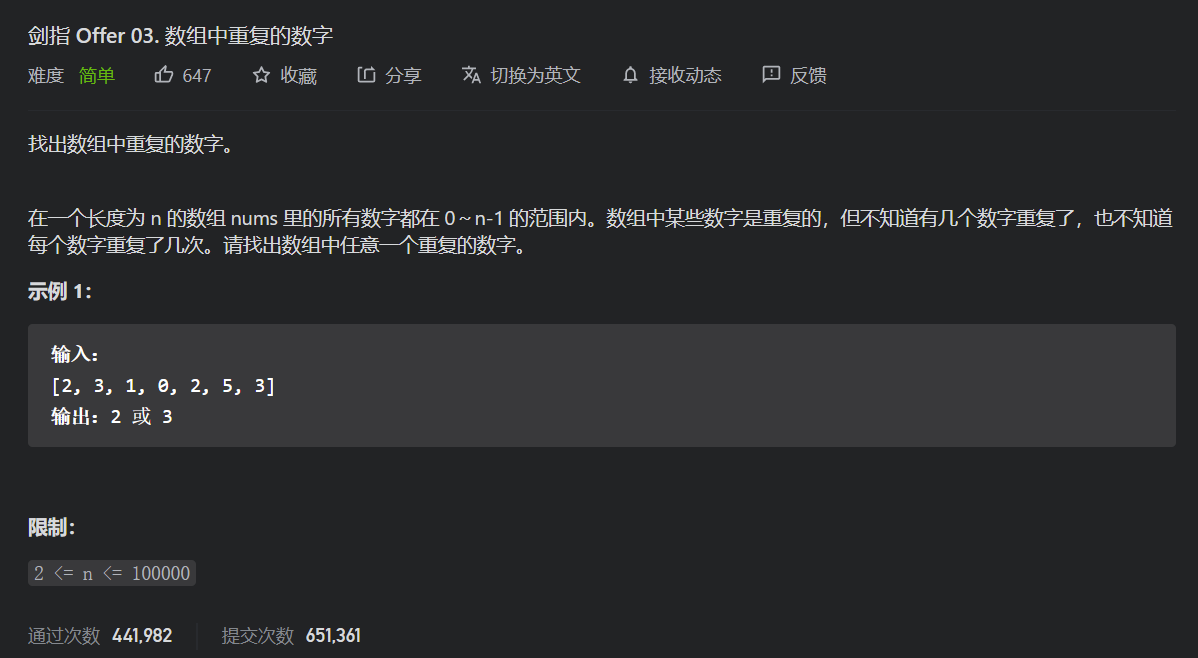 剑指 Offer 03. 数组中重复的数字
难度 简单 647 收藏 分享 切换为英文 接收动态 反馈
找出数组中重复的数字。
在一个长度为 n 的数组 nums 里的所有数字都在 0～n-1 的范围内。数组中某些数字是重复的，但不知道有几个数字重复了，也不知道
每个数字重复了几次。请找出数组中任意一个重复的数字。
示例 1：
输入：
[2, 3, 1, 0, 2, 5, 3]
输出：2 或 3
限制：
2 <= n <= 100000
通过次数 441,982 提交次数 651,361